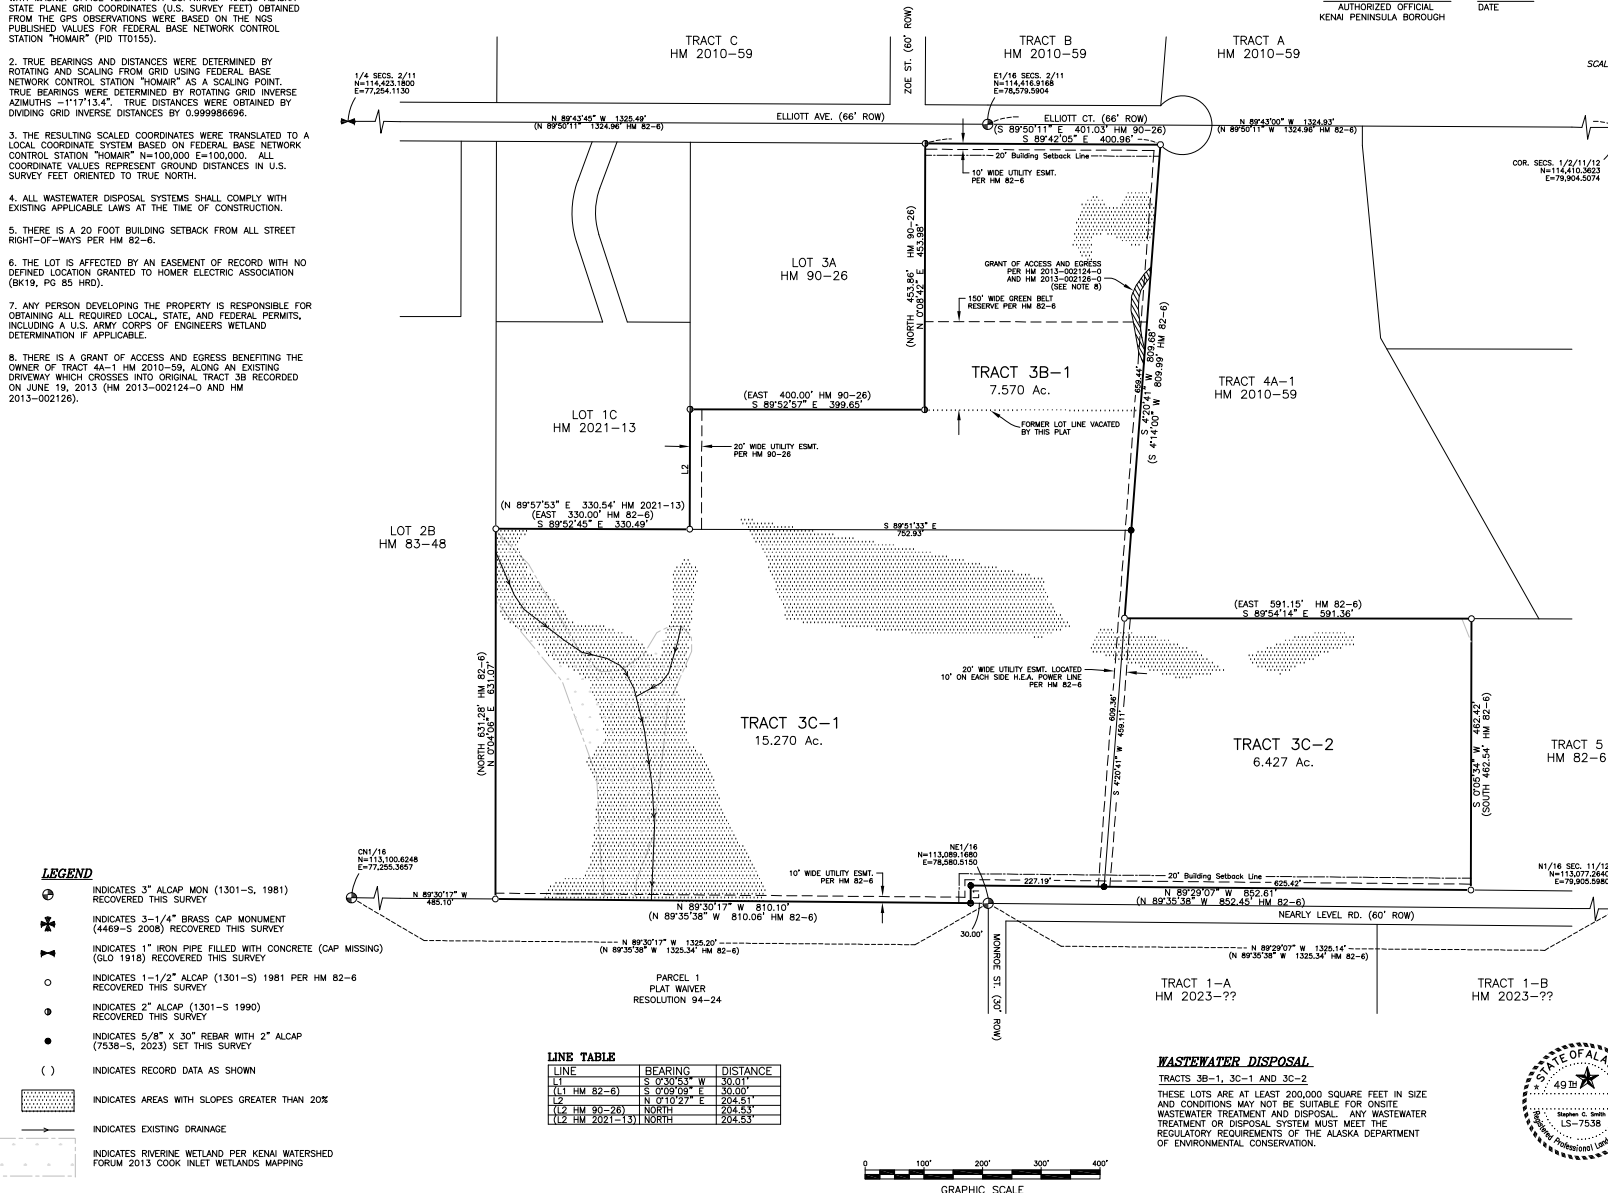 STATE PLANE GRID COORDINATES (U.S. SURVEY FEET) OBTAINED
FROM THE GPS OBSERVATIONS WERE BASED ON THE NGS
PUBLISHED VALUES FOR FEDERAL BASE NETWORK CONTROL
STATION "HOMAIR" (PID TT0155).
2. TRUE BEARINGS AND DISTANCES WERE DETERMINED BY
ROTATING AND SCALING FROM GRID USING FEDERAL BASE
NETWORK CONTROL STATION "HOMAIR" AS A SCALING POINT.
TRUE BEARINGS WERE DETERMINED BY ROTATING GRID INVERSE
AZIMUTHS -1°17'13.4". TRUE DISTANCES WERE OBTAINED BY
DIVIDING GRID INVERSE DISTANCES BY 0.999986696.
3. THE RESULTING SCALED COORDINATES WERE TRANSLATED TO A
LOCAL COORDINATE SYSTEM BASED ON FEDERAL BASE NETWORK
CONTROL STATION "HOMAIR" N=100,000 E=100,000. ALL
COORDINATE VALUES REPRESENT GROUND DISTANCES IN U.S.
SURVEY FEET ORIENTED TO TRUE NORTH.
4. ALL WASTEWATER DISPOSAL SYSTEMS SHALL COMPLY WITH
EXISTING APPLICABLE LAWS AT THE TIME OF CONSTRUCTION.
5. THERE IS A 20 FOOT BUILDING SETBACK FROM ALL STREET
RIGHT-OF-WAYS PER HM 82-6.
6. THE LOT IS AFFECTED BY AN EASEMENT OF RECORD WITH NO
DEFINED LOCATION GRANTED TO HOMER ELECTRIC ASSOCIATION
(BK19, PG 85 HRD).
7. ANY PERSON DEVELOPING THE PROPERTY IS RESPONSIBLE FOR
OBTAINING ALL REQUIRED LOCAL, STATE, AND FEDERAL PERMITS,
INCLUDING A U.S. ARMY CORPS OF ENGINEERS WETLAND
DETERMINATION IF APPLICABLE.
8. THERE IS A GRANT OF ACCESS AND EGRESS BENEFITING THE
OWNER OF TRACT 4A-1 HM 2010-59, ALONG AN EXISTING
DRIVEWAY WHICH CROSSES INTO ORIGINAL TRACT 3B RECORDED
ON JUNE 19, 2013 (HM 2013-002124-0 AND HM
2013-002126).
AUTHORIZED OFFICIAL DATE
KENAI PENINSULA BOROUGH
SCAL
TRACT C
HM 2010-59
ZOE ST. (60' ROW)
TRACT B
HM 2010-59
TRACT A
HM 2010-59
1/4 SECS. 2/11
N=114,423.1800
E=77,254.1130
E1/16 SECS. 2/11
N=114,416.9168
E=78,579.5904
N 89°43'45" W 1325.49'
(N 89°50'11" 1324.96' HM 82-6)
ELLIOTT AVE. (66' ROW)
ELLIOTT CT. (66' ROW)
(S 89°50'11" E 401.03' HM 90-26)
S 89°42'05" E 400.96'
N 89°43'00" W 1324.93'
(N 89°50'11" W 1324.96' HM 82-6)
COR. SECS. 1/2/11/12
N=114,410.3623
E=79,904.5074
20' Building Setback Line
10' WIDE UTILITY ESMT.
PER HM 82-6
(NORTH 453.86' HM 90-26)
N 0°08'42" E 453.98'
LOT 3A
HM 90-26
GRANT OF ACCESS AND EGRESS
PER HM 2013-002124-0
AND HM 2013-002126-0
(SEE NOTE 8)
150' WIDE GREEN BELT
RESERVE PER HM 82-6
TRACT 3B-1
7.570 Ac.
659.44'
S 4°20'41" W 809.68'
(S 4°14'00" W 809.99' HM 82-6)
TRACT 4A-1
HM 2010-59
(EAST 400.00' HM 90-26)
S 89°52'57" E 399.65'
FORMER LOT LINE VACATED
BY THIS PLAT
LOT 1C
HM 2021-13
20' WIDE UTILITY ESMT.
PER HM 90-26
L2
(N 89°57'53" E 330.54' HM 2021-13)
(EAST 330.00' HM 82-6)
S 89°52'45" E 330.49'
LOT 2B
HM 83-48
S 89°51'33" E
752.93'
(EAST 591.15' HM 82-6)
S 89°54'14" E 591.36'
(NORTH 631.28' HM 82-6)
N 0°04'06" E 631.07'
20' WIDE UTILITY ESMT. LOCATED
10' ON EACH SIDE H.E.A. POWER LINE
PER HM 82-6
TRACT 3C-1
15.270 Ac.
609.36'
S 4°20'41" W 459.11'
TRACT 3C-2
6.427 Ac.
S 0°05'34" W 462.42'
(SOUTH 462.54' HM 82-6)
TRACT 5
HM 82-6
CN1/16
N=113,100.6248
E=77,255.3657
NE1/16
N=113,089.1680
E=78,580.5150
N1/16 SEC. 11/12
N=113,077.2640
E=79,905.5980
10' WIDE UTILITY ESMT.
PER HM 82-6
L1
227.19'
20' Building Setback Line
625.42'
N 89°30'17" W
485.10'
N 89°30'17" W 810.10'
(N 89°35'38" W 810.06' HM 82-6)
N 89°29'07" W 852.61'
(N 89°35'38" W 852.45' HM 82-6)
NEARLY LEVEL RD. (60' ROW)
30.00'
MONROE ST. (30' ROW)
N 89°30'17" W 1325.20'
(N 89°35'38" W 1325.34' HM 82-6)
N 89°29'07" W 1325.14'
(N 89°35'38" W 1325.34' HM 82-6)
PARCEL 1
PLAT WAIVER
RESOLUTION 94-24
TRACT 1-A
HM 2023-??
TRACT 1-B
HM 2023-??
LEGEND
INDICATES 3" ALCAP MON (1301-S, 1981)
RECOVERED THIS SURVEY
INDICATES 3-1/4" BRASS CAP MONUMENT
(4469-S 2008) RECOVERED THIS SURVEY
INDICATES 1" IRON PIPE FILLED WITH CONCRETE (CAP MISSING)
(GLO 1918) RECOVERED THIS SURVEY
INDICATES 1-1/2" ALCAP (1301-S) 1981 PER HM 82-6
RECOVERED THIS SURVEY
INDICATES 2" ALCAP (1301-S 1990)
RECOVERED THIS SURVEY
INDICATES 5/8" X 30" REBAR WITH 2" ALCAP
(7538-S, 2023) SET THIS SURVEY
( ) INDICATES RECORD DATA AS SHOWN
INDICATES AREAS WITH SLOPES GREATER THAN 20%
INDICATES EXISTING DRAINAGE
INDICATES RIVERINE WETLAND PER KENAI WATERSHED
FORUM 2013 COOK INLET WETLANDS MAPPING
LINE TABLE
LINE BEARING DISTANCE
L1 S 0°30'53" W 30.01'
(L1 HM 82-6) S 0°09'09" E 30.00'
L2 N 0°10'27" E 204.51'
(L2 HM 90-26) NORTH 204.53'
(L2 HM 2021-13) NORTH 204.53'
0 100' 200' 300' 400'
GRAPHIC SCALE
WASTEWATER DISPOSAL
TRACTS 3B-1, 3C-1 AND 3C-2
THESE LOTS ARE AT LEAST 200,000 SQUARE FEET IN SIZE
AND CONDITIONS MAY NOT BE SUITABLE FOR ONSITE
WASTEWATER TREATMENT AND DISPOSAL. ANY WASTEWATER
TREATMENT OR DISPOSAL SYSTEM MUST MEET THE
REGULATORY REQUIREMENTS OF THE ALASKA DEPARTMENT
OF ENVIRONMENTAL CONSERVATION.
STATE OF ALA
49 TH
Stephen C. Smith
LS-7538
Registered Professional Land